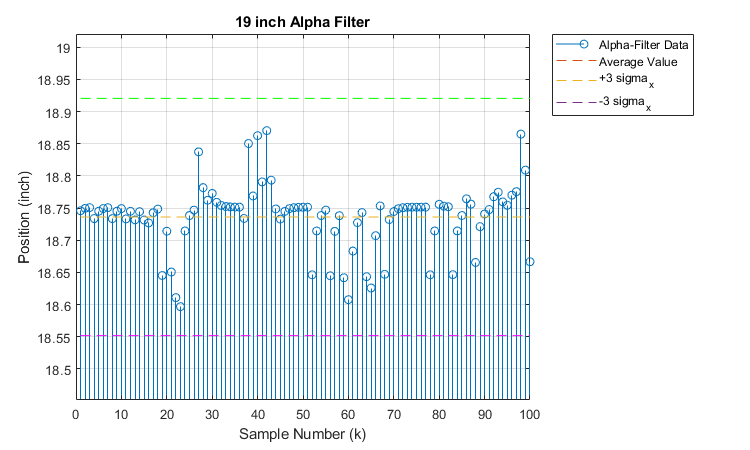 19 inch Alpha Filter
19
18.95
18.9
18.85
18.8
18.75
18.7
18.65
18.6
18.55
18.5
Position (inch)
0 10 20 30 40 50 60 70 80 90 100
Sample Number (k)
Alpha-Filter Data
Average Value
+3 sigma x
-3 sigma x